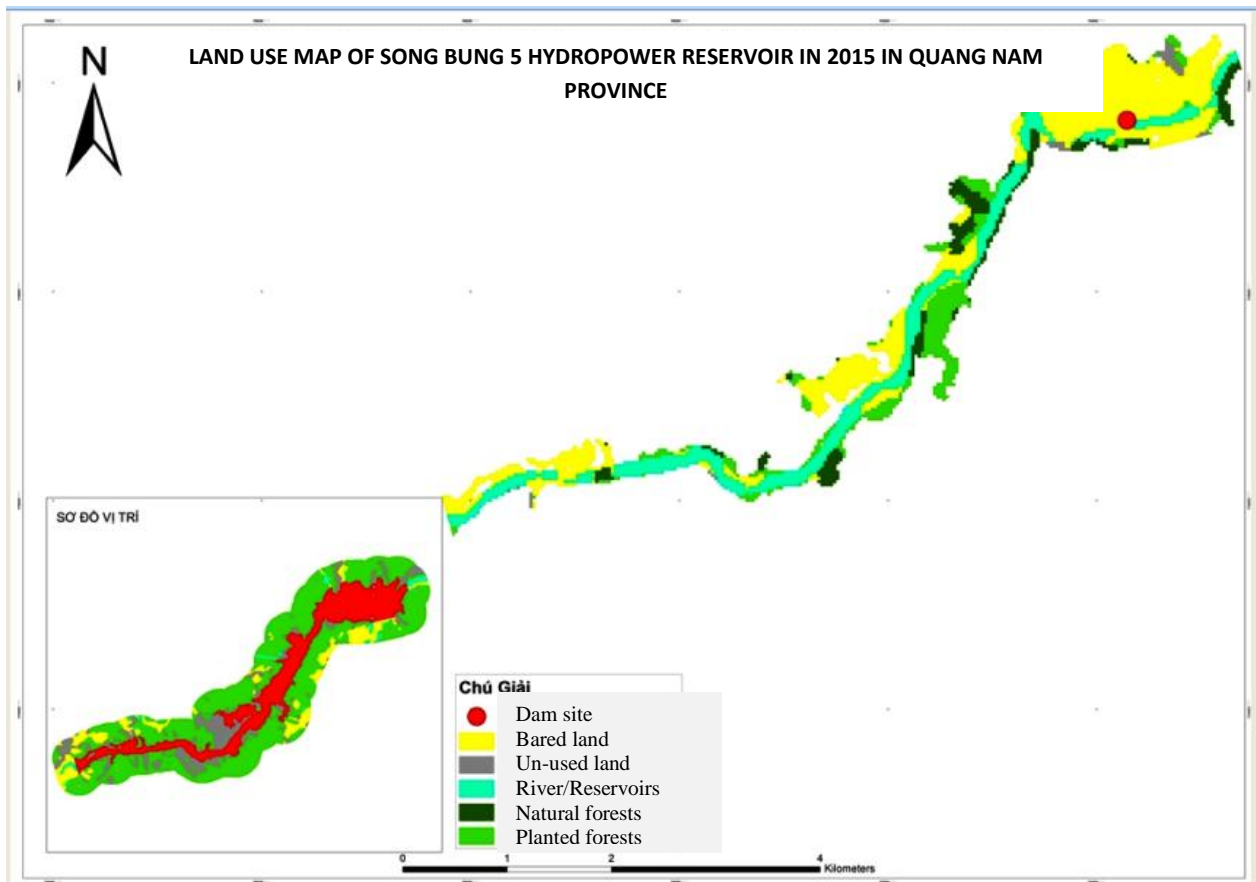 LAND USE MAP OF SONG BUNG 5 HYDROPOWER RESERVOIR IN 2015 IN QUANG NAM
PROVINCE
N
SƠ ĐỒ VỊ TRÍ
Chú Giải
Dam site
Bared land
Un-used land
River/Reservoirs
Natural forests
Planted forests
0 1 2 4
Kilometers